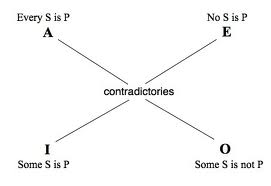 Every S is P
No S is P
A
E
contradictories
I
O
Some S is P
Some S is not P